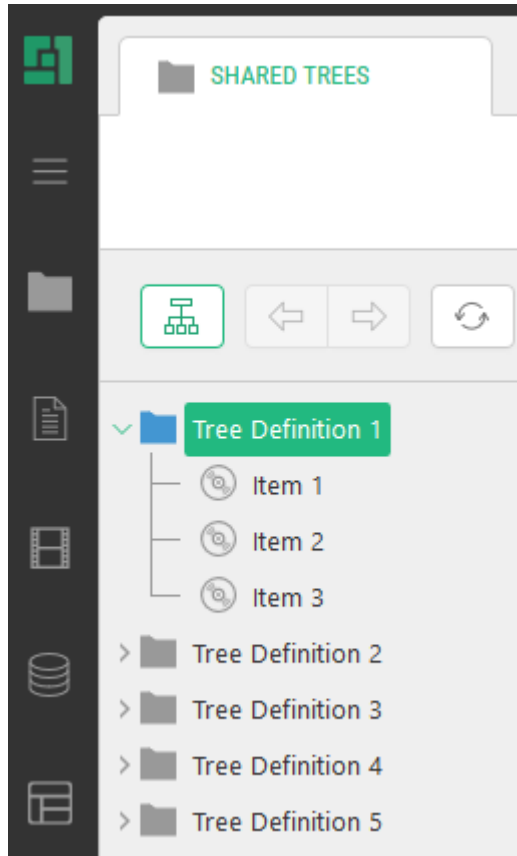 SHARED TREES
Tree Definition 1
Item 1
Item 2
Item 3
Tree Definition 2
Tree Definition 3
Tree Definition 4
Tree Definition 5